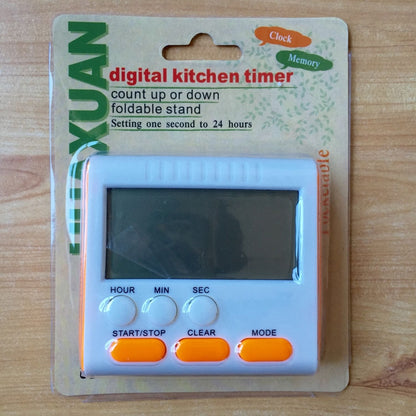 Clock
Memory
digital kitchen timer
count up or down
foldable stand
Setting one second to 24 hours
HOUR MIN SEC
START/STOP CLEAR MODE